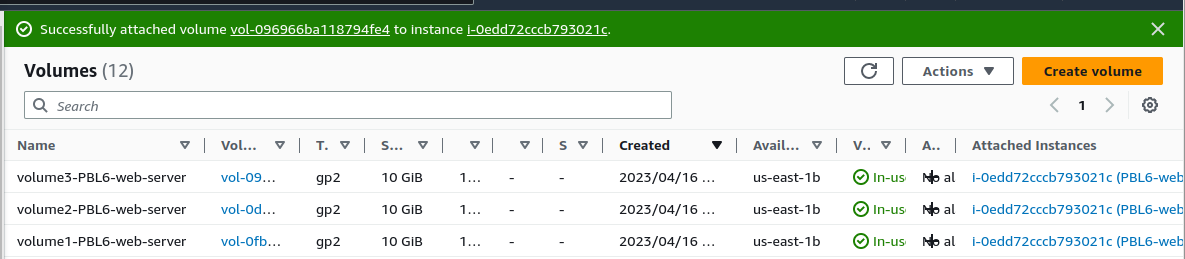 Successfully attached volume vol-096966ba118794fe4 to instance i-0edd72cccb793021c.
Volumes (12)
Actions
Create volume
Search
1
Name Vol... T. S... S Created Avail... V.. A.. Attached Instances
volume3-PBL6-web-server vol-09... gp2 10 GiB 1... - - 2023/04/16 ... us-east-1b In-us No al i-0edd72cccb793021c (PBL6-web
volume2-PBL6-web-server vol-0d... gp2 10 GiB 1... - - 2023/04/16 ... us-east-1b In-us No al i-0edd72cccb793021c (PBL6-web
volume1-PBL6-web-server vol-0fb... gp2 10 GiB 1... - - 2023/04/16 ... us-east-1b In-us No al i-0edd72cccb793021c (PBL6-web